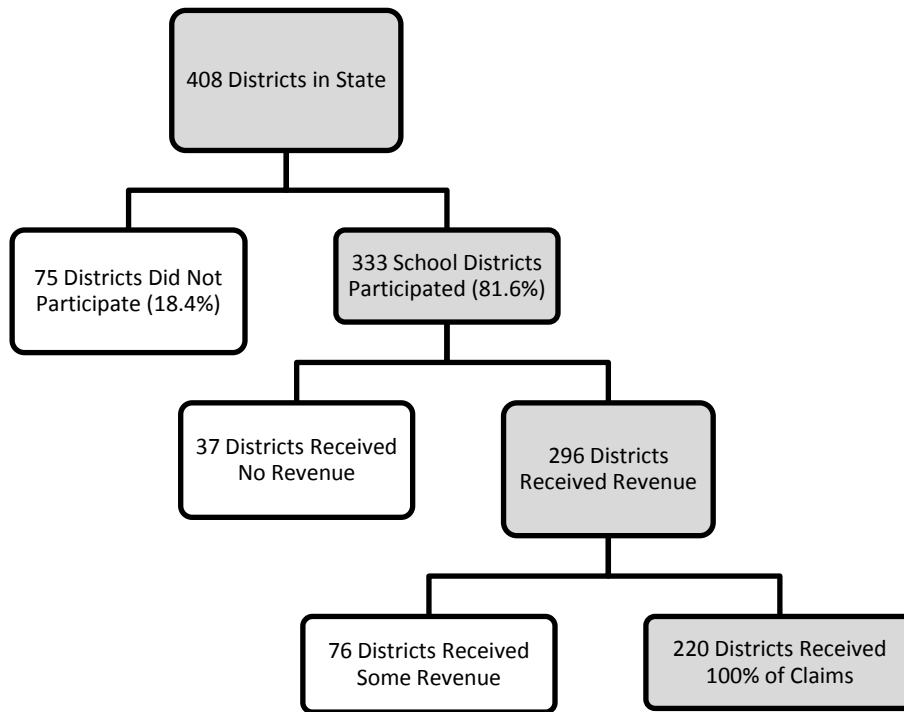 408 Districts in State
75 Districts Did Not
Participate (18.4%)
333 School Districts
Participated (81.6%)
37 Districts Received
No Revenue
296 Districts
Received Revenue
76 Districts Received
Some Revenue
220 Districts Received
100% of Claims